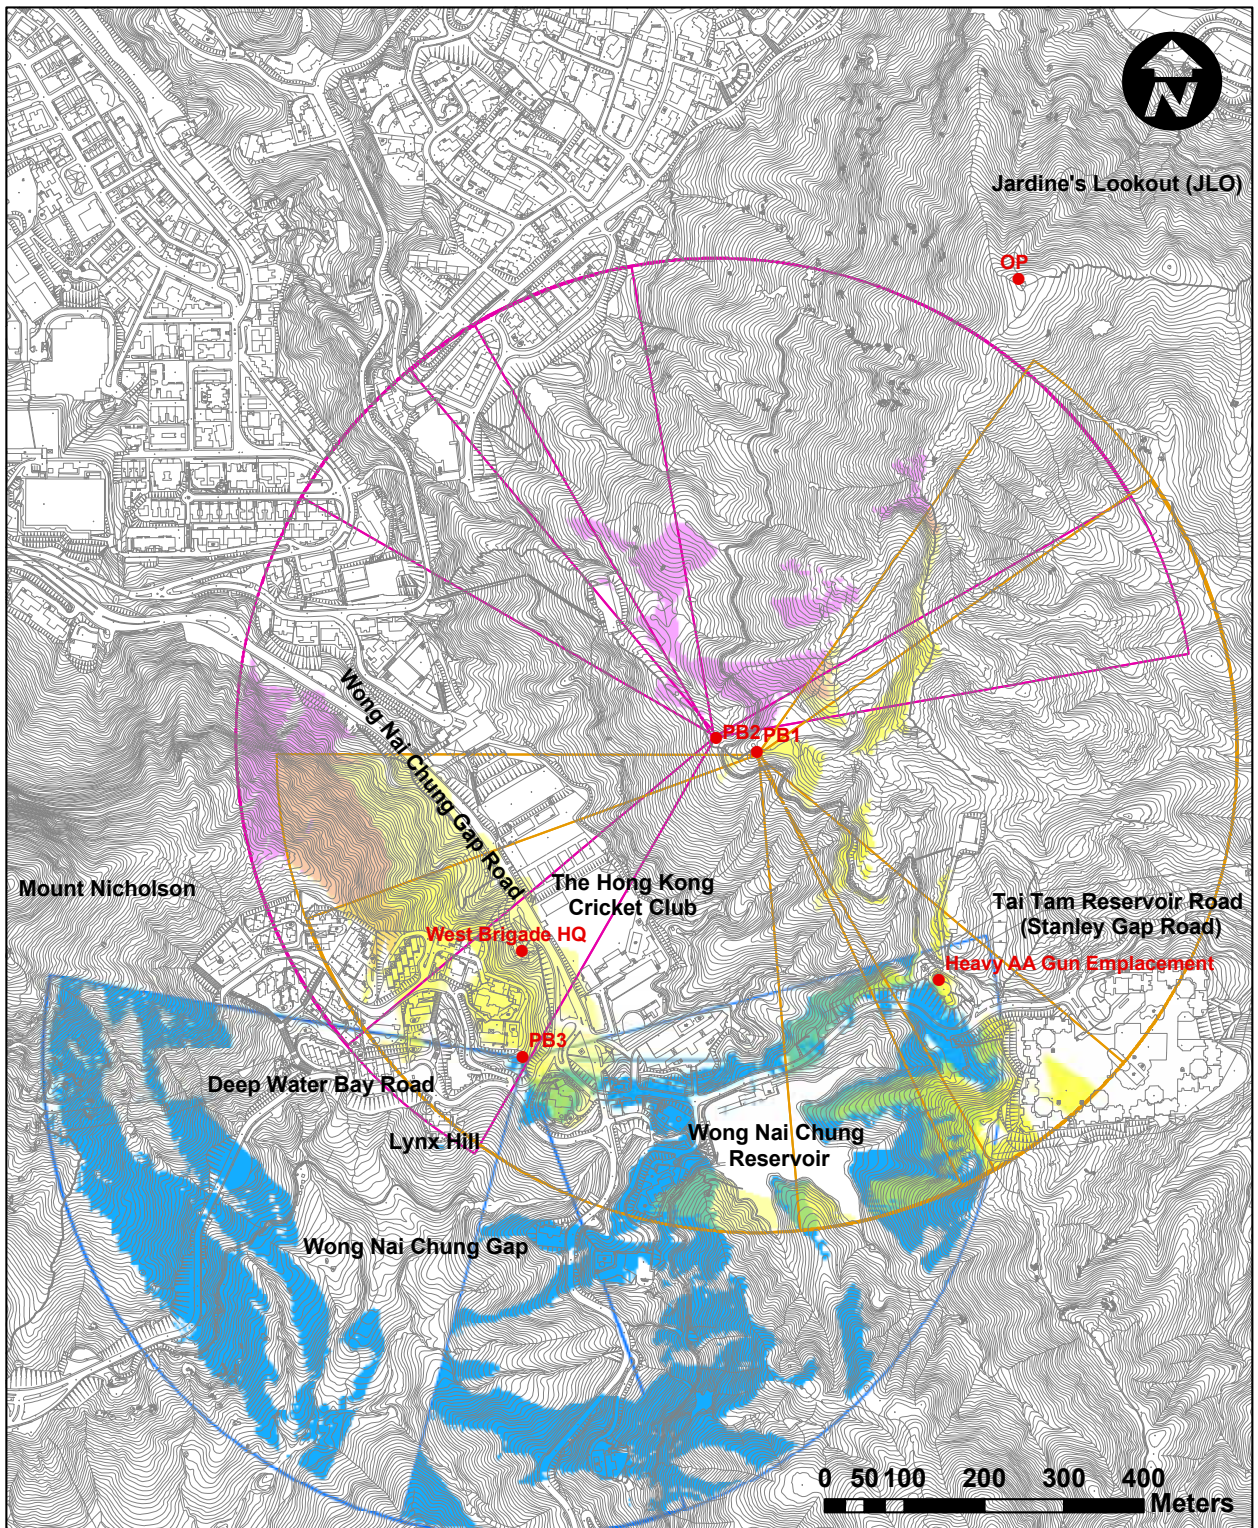 N
Jardine's Lookout (JLO)
OP
PB2
PB1
Wong Nai Chung Gap Road
Mount Nicholson
The Hong Kong
Cricket Club
Tai Tam Reservoir Road
(Stanley Gap Road)
West Brigade HQ
Heavy AA Gun Emplacement
PB3
Deep Water Bay Road
Lynx Hill
Wong Nai Chung
Reservoir
Wong Nai Chung Gap
0 50 100 200 300 400
Meters